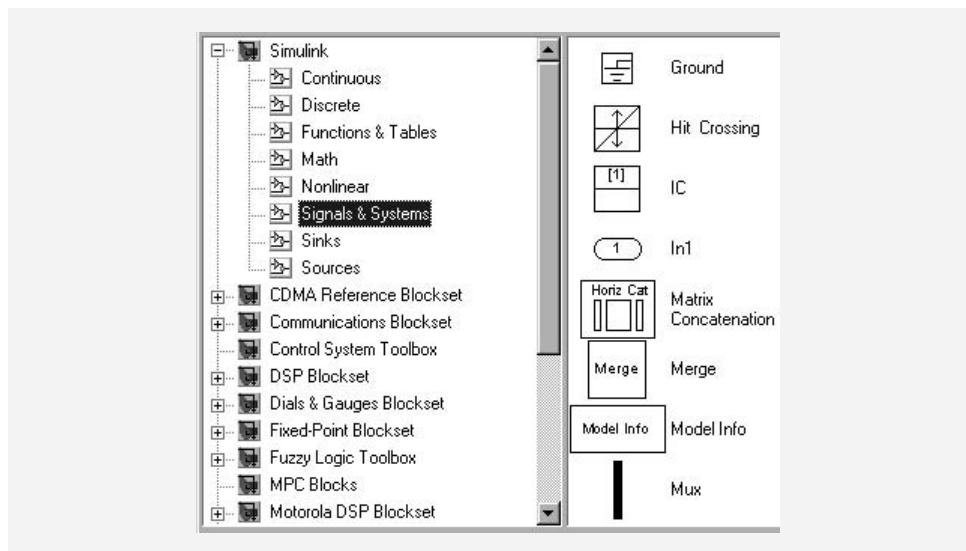 Simulink
Continuous
Discrete
Functions & Tables
Math
Nonlinear
Signals & Systems
Sinks
Sources
CDMA Reference Blockset
Communications Blockset
Control System Toolbox
DSP Blockset
Dials & Gauges Blockset
Fixed-Point Blockset
Fuzzy Logic Toolbox
MPC Blocks
Motorola DSP Blockset
Ground
Hit Crossing
[1]
IC
1
In1
Horiz Cat
Matrix
Concatenation
Merge
Merge
Model Info
Model Info
Mux